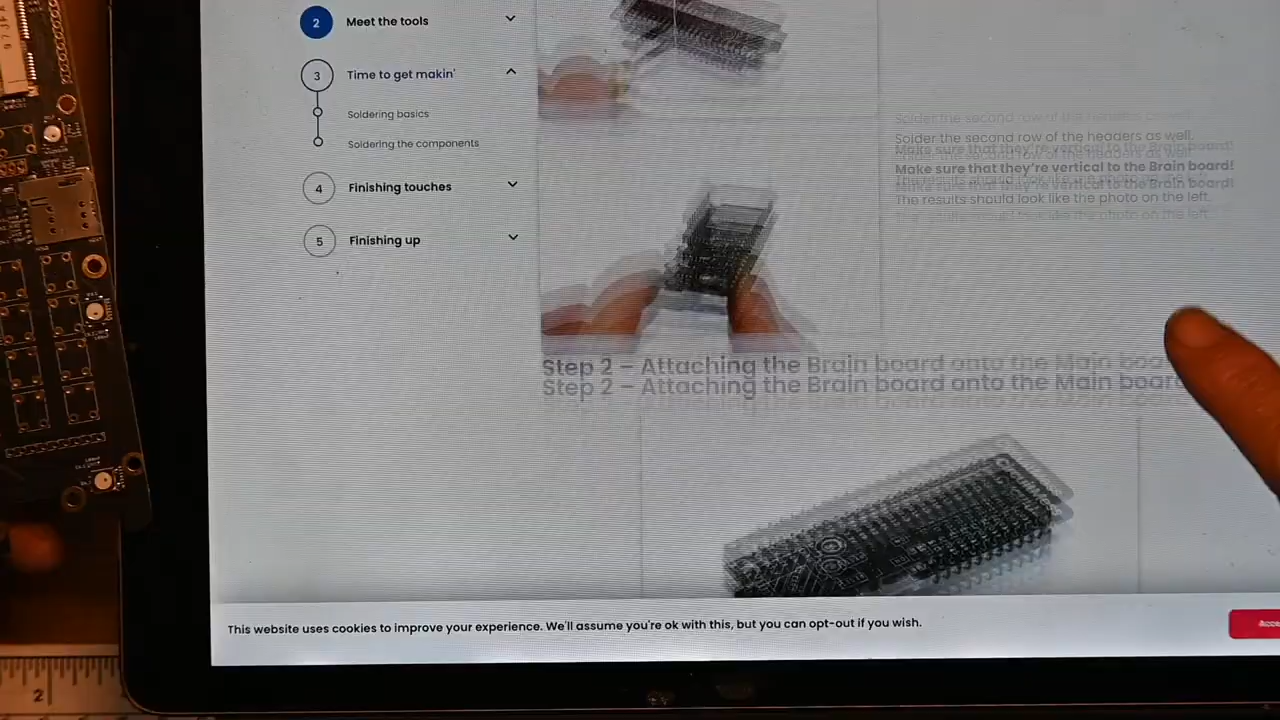 2 Meet the tools
3 Time to get makin'
Soldering basics
Soldering the components
4 Finishing touches
5 Finishing up
Solder the second row of the headers as well.
Make sure that they're vertical to the Brain board!
The results should look like the photo on the left.
Step 2 – Attaching the Brain board onto the Main board
This website uses cookies to improve your experience. We'll assume you're ok with this, but you can opt-out if you wish.
2